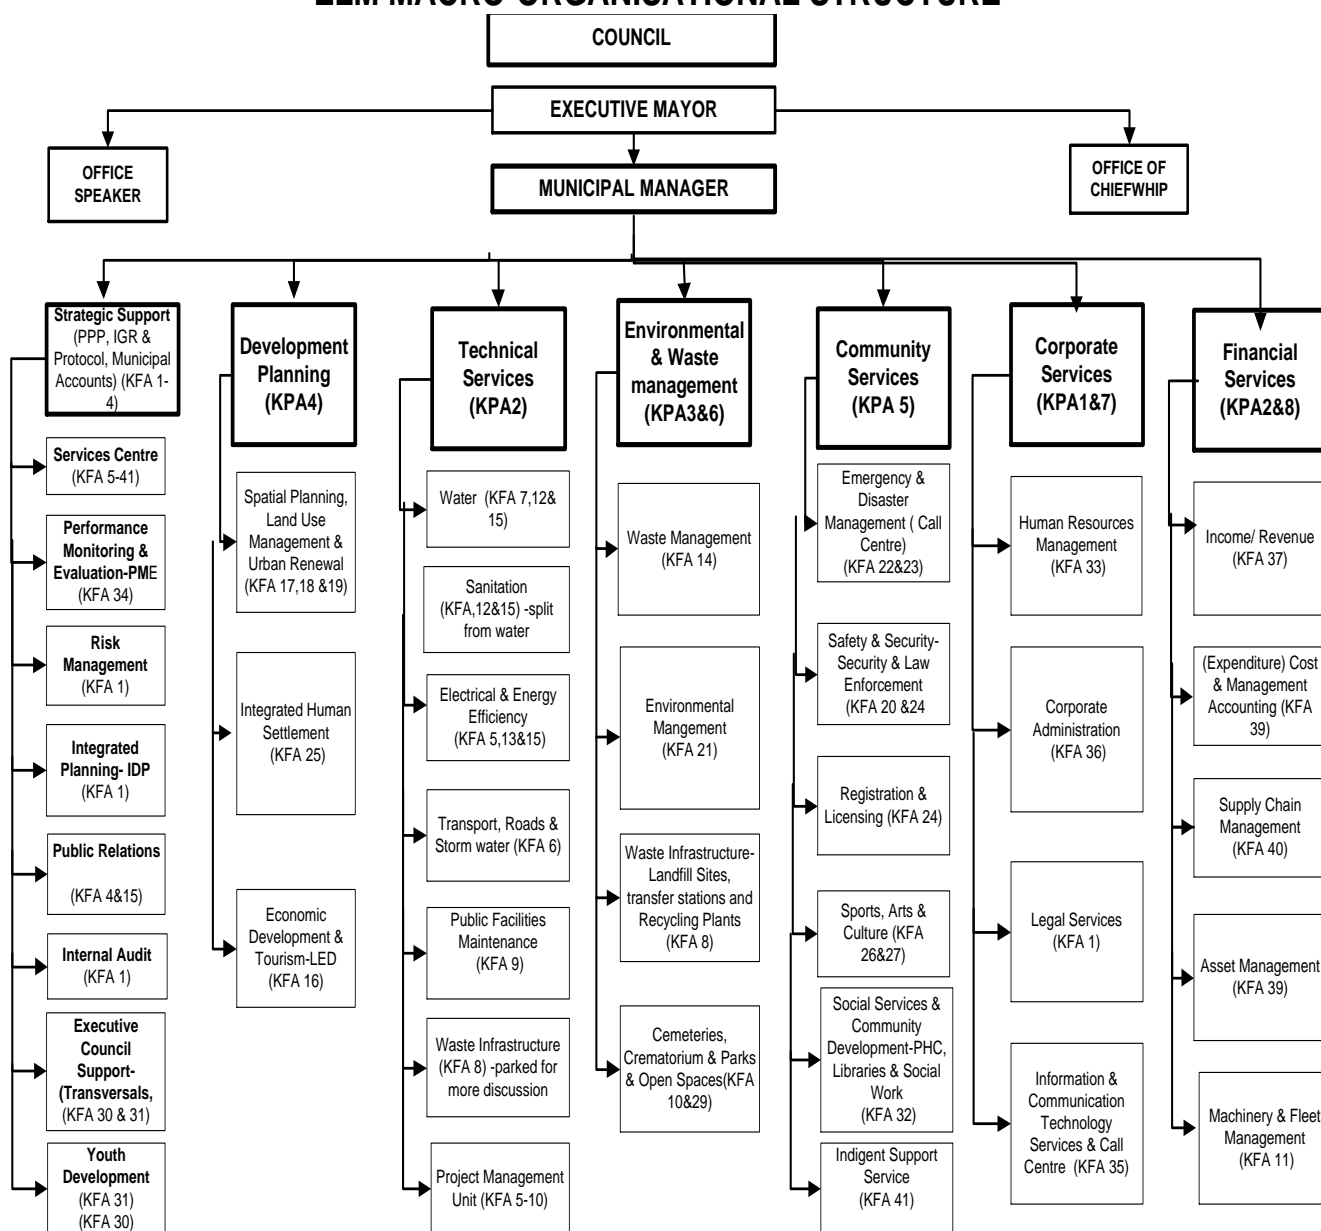 ELM MACRO-ORGANISATIONAL STRUCTURE
COUNCIL
EXECUTIVE MAYOR
OFFICE
SPEAKER
MUNICIPAL MANAGER
OFFICE OF
CHIEFWHIP
Strategic Support
(PPP, IGR &
Protocol, Municipal
Accounts) (KFA 1-
4)
Services Centre
(KFA 5-41)
Performance
Monitoring &
Evaluation-PME
(KFA 34)
Risk
Management
(KFA 1)
Integrated
Planning- IDP
(KFA 1)
Public Relations
(KFA 4&15)
Internal Audit
(KFA 1)
Executive
Council
Support-
(Transversals,
(KFA 30 & 31)
Youth
Development
(KFA 31)
(KFA 30)
Development
Planning
(KPA4)
Spatial Planning,
Land Use
Management &
Urban Renewal
(KFA 17,18 &19)
Integrated Human
Settlement
(KFA 25)
Economic
Development &
Tourism-LED
(KFA 16)
Technical
Services
(KPA2)
Water (KFA 7,12&
15)
Sanitation
(KFA,12&15) -split
from water
Electrical & Energy
Efficiency
(KFA 5,13&15)
Transport, Roads &
Storm water (KFA 6)
Public Facilities
Maintenance
(KFA 9)
Waste Infrastructure
(KFA 8) -parked for
more discussion
Project Management
Unit (KFA 5-10)
Environmental
& Waste
management
(KPA3&6)
Waste Management
(KFA 14)
Environmental
Mangement
(KFA 21)
Waste Infrastructure-
Landfill Sites,
transfer stations and
Recycling Plants
(KFA 8)
Cemeteries,
Crematorium & Parks
& Open Spaces(KFA
10&29)
Community
Services
(KPA 5)
Emergency &
Disaster
Management ( Call
Centre)
(KFA 22&23)
Safety & Security-
Security & Law
Enforcement
(KFA 20 &24
Registration &
Licensing (KFA 24)
Sports, Arts &
Culture (KFA
26&27)
Social Services &
Community
Development-PHC,
Libraries & Social
Work
(KFA 32)
Indigent Support
Service
(KFA 41)
Corporate
Services
(KPA1&7)
Human Resources
Management
(KFA 33)
Corporate
Administration
(KFA 36)
Legal Services
(KFA 1)
Information &
Communication
Technology
Services & Call
Centre (KFA 35)
Financial
Services
(KPA2&8)
Income/ Revenue
(KFA 37)
(Expenditure) Cost
& Management
Accounting (KFA
39)
Supply Chain
Management
(KFA 40)
Asset Management
(KFA 39)
Machinery & Fleet
Management
(KFA 11)